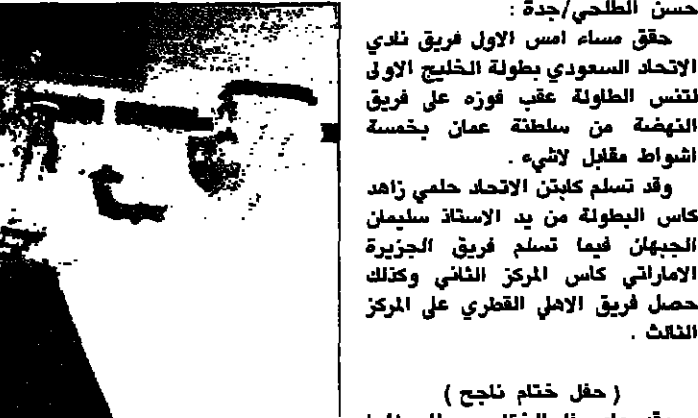 حسن الطلحي/جدة :
حقق مساء امس الاول فريق نادي
الاتحاد السعودي بطولة الخليج الاولى
لتنس الطاولة عقب فوزه على فريق
النهضة من سلطنة عمان بخمسة
اشواط مقابل لاشيء .
وقد تسلم كابتن الاتحاد حلمي زاهد
كاس البطولة من يد الاستاذ سليمان
الجبهان فيما تسلم فريق الجزيرة
الاماراتي كاس المركز الثاني وكذلك
حصل فريق الاهلي القطري على المركز
الثالث .
( حفل ختام ناجح )